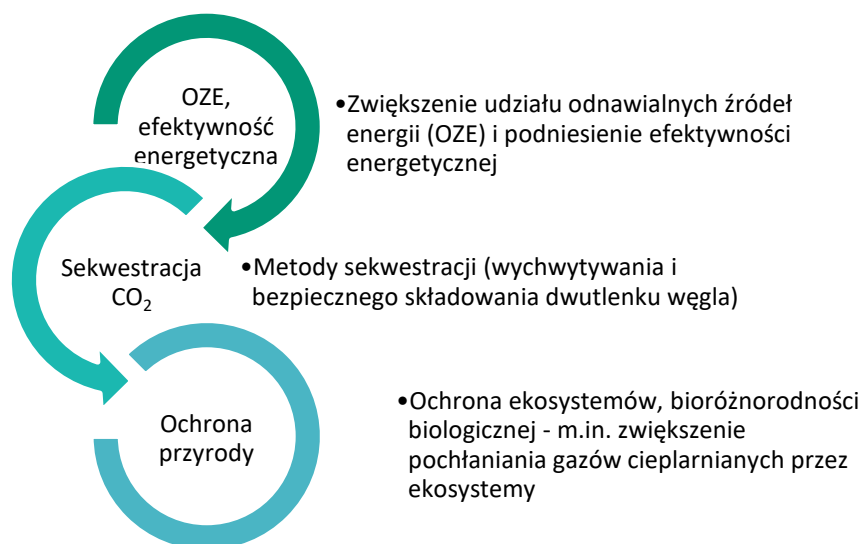 OZE,
efektywność
energetyczna
•Zwiększenie udziału odnawialnych źródeł
energii (OZE) i podniesienie efektywności
energetycznej
Sekwestracja
CO₂
•Metody sekwestracji (wychwytywania i
bezpiecznego składowania dwutlenku węgla)
Ochrona
przyrody
•Ochrona ekosystemów, bioróżnorodności
biologicznej - m.in. zwiększenie
pochłaniania gazów cieplarnianych przez
ekosystemy